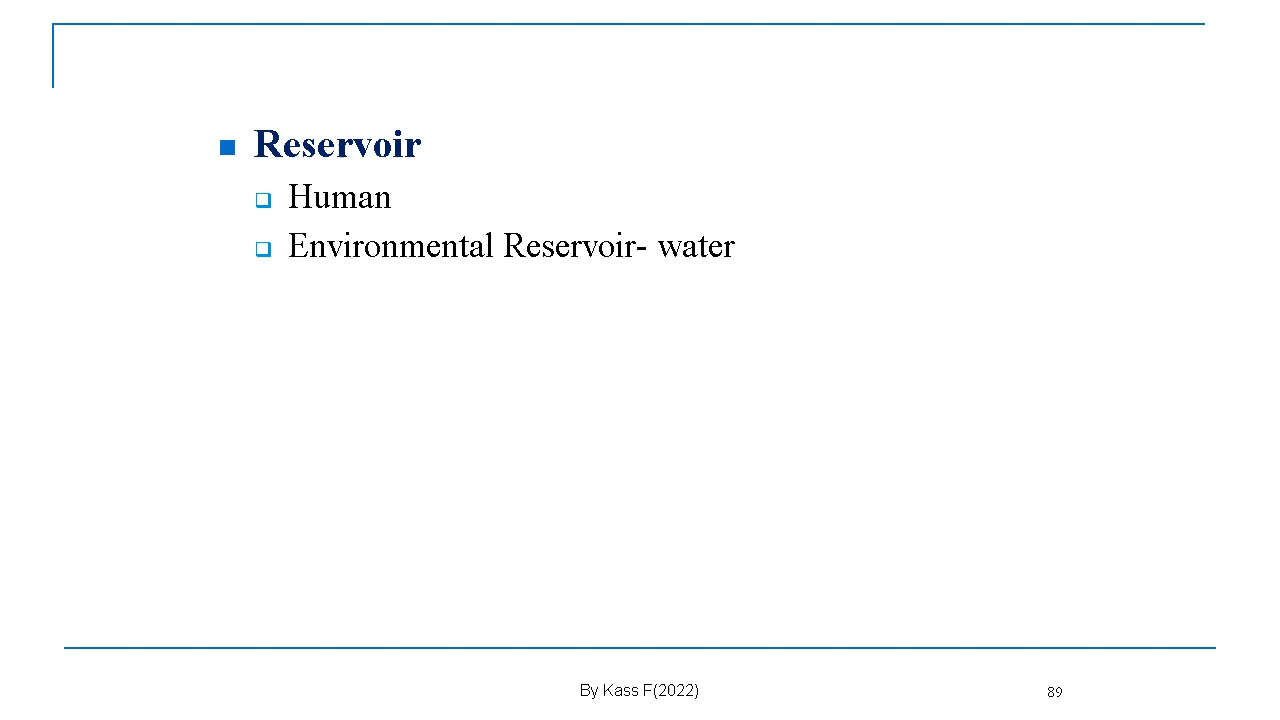 Reservoir
Human
Environmental Reservoir- water
By Kass F(2022)
89